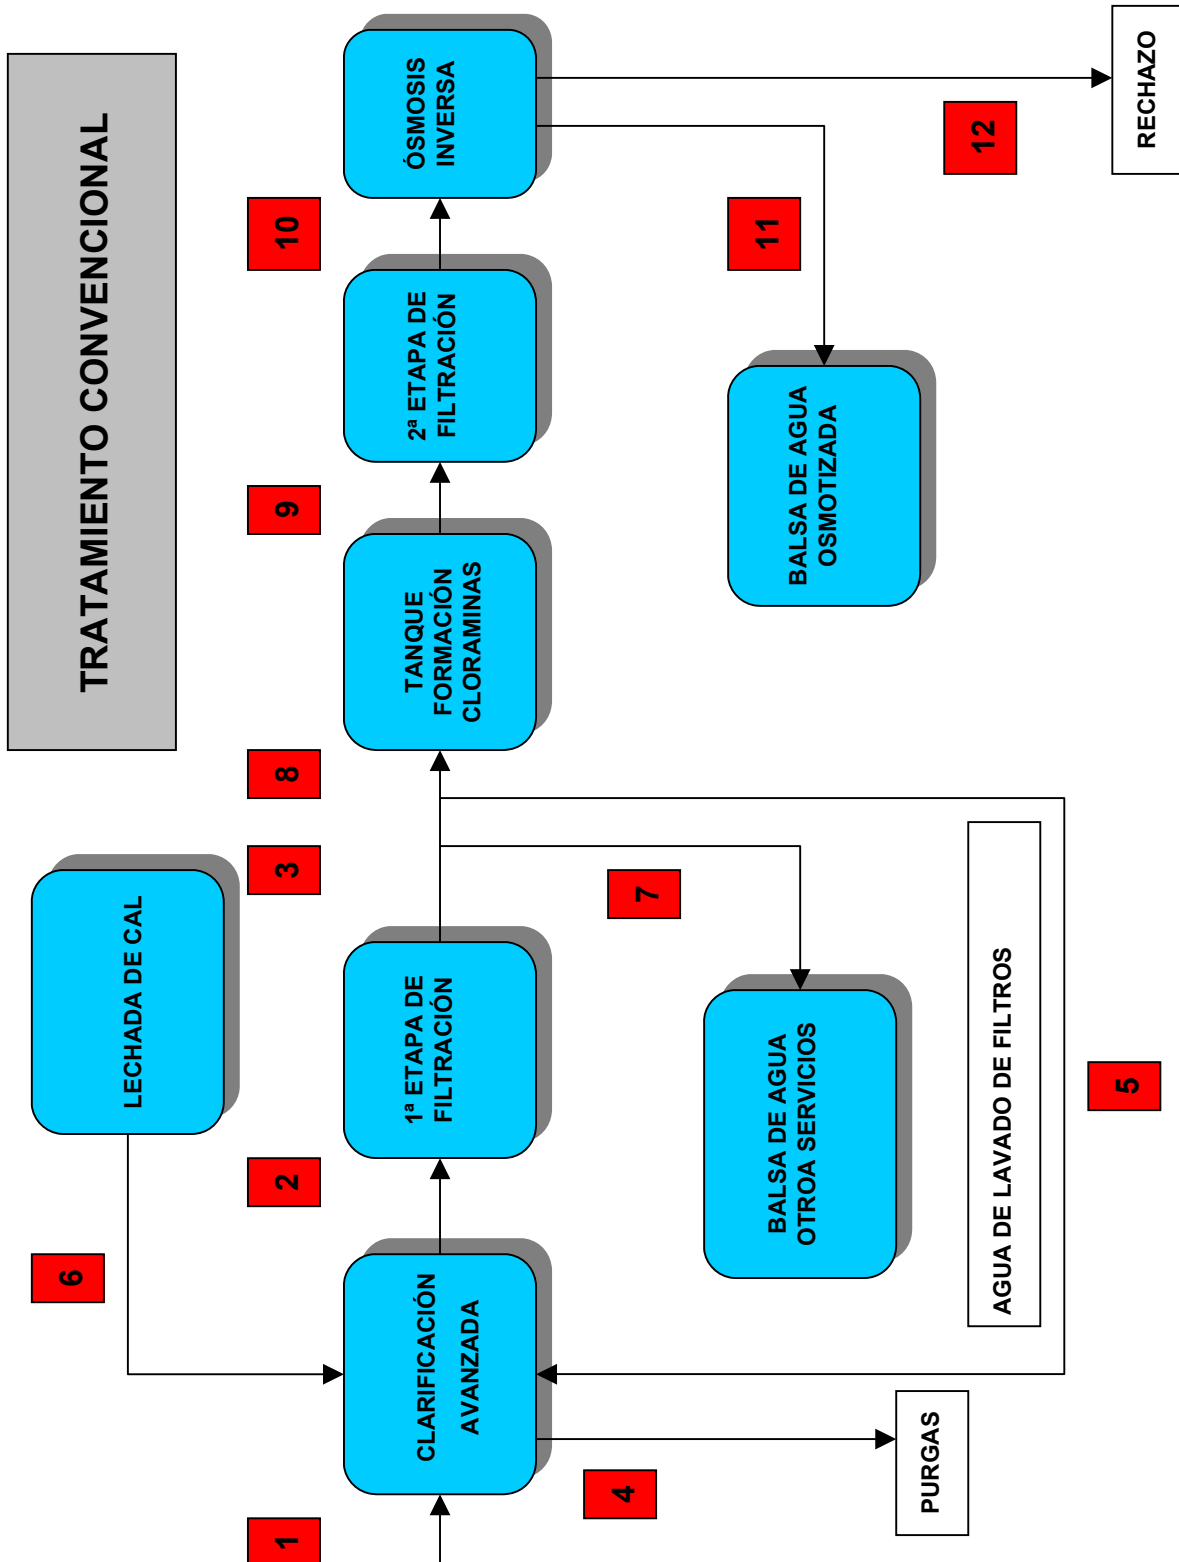 TRATAMIENTO CONVENCIONAL
6
LECHADA DE CAL
1
2
3
8
9
10
CLARIFICACIÓN
AVANZADA
1ª ETAPA DE
FILTRACIÓN
TANQUE
FORMACIÓN
CLORAMINAS
2ª ETAPA DE
FILTRACIÓN
ÓSMOSIS
INVERSA
4
7
11
12
BALSA DE AGUA
OTROA SERVICIOS
BALSA DE AGUA
OSMOTIZADA
PURGAS
AGUA DE LAVADO DE FILTROS
5
RECHAZO